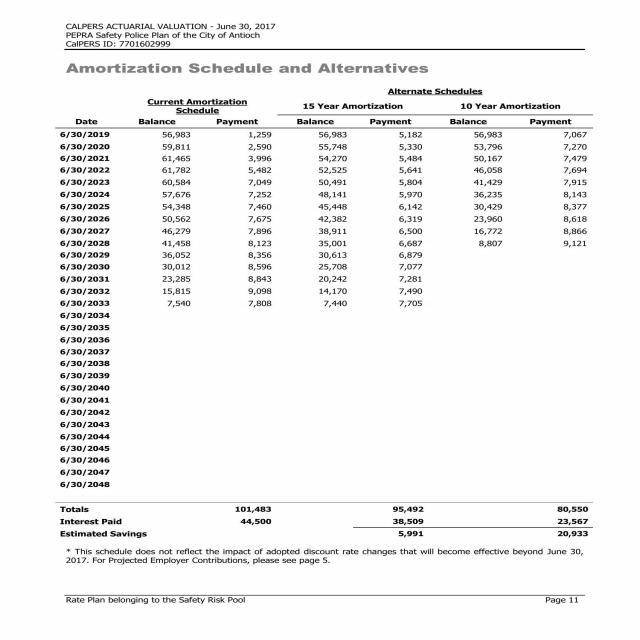 CALPERS ACTUARIAL VALUATION - June 30, 2017
PEPRA Safety Police Plan of the City of Antioch
CalPERS ID: 7701602999
Amortization Schedule and Alternatives
Alternate Schedules
Current Amortization Schedule 15 Year Amortization 10 Year Amortization
Date Balance Payment Balance Payment Balance Payment
6/30/2019 56,983 1,259 56,983 5,182 56,983 7,067
6/30/2020 59,811 2,590 55,748 5,330 53,796 7,270
6/30/2021 61,465 3,996 54,270 5,484 50,167 7,479
6/30/2022 61,782 5,482 52,525 5,641 46,058 7,694
6/30/2023 60,584 7,049 50,491 5,804 41,429 7,915
6/30/2024 57,676 7,252 48,141 5,970 36,235 8,143
6/30/2025 54,348 7,460 45,448 6,142 30,429 8,377
6/30/2026 50,562 7,675 42,382 6,319 23,960 8,618
6/30/2027 46,279 7,896 38,911 6,500 16,772 8,866
6/30/2028 41,458 8,123 35,001 6,687 8,807 9,121
6/30/2029 36,052 8,356 30,613 6,879
6/30/2030 30,012 8,596 25,708 7,077
6/30/2031 23,285 8,843 20,242 7,281
6/30/2032 15,815 9,098 14,170 7,490
6/30/2033 7,540 7,808 7,440 7,705
6/30/2034
6/30/2035
6/30/2036
6/30/2037
6/30/2038
6/30/2039
6/30/2040
6/30/2041
6/30/2042
6/30/2043
6/30/2044
6/30/2045
6/30/2046
6/30/2047
6/30/2048
Totals 101,483 95,492 80,550
Interest Paid 44,500 38,509 23,567
Estimated Savings 5,991 20,933
* This schedule does not reflect the impact of adopted discount rate changes that will become effective beyond June 30,
2017. For Projected Employer Contributions, please see page 5.
Rate Plan belonging to the Safety Risk Pool Page 11